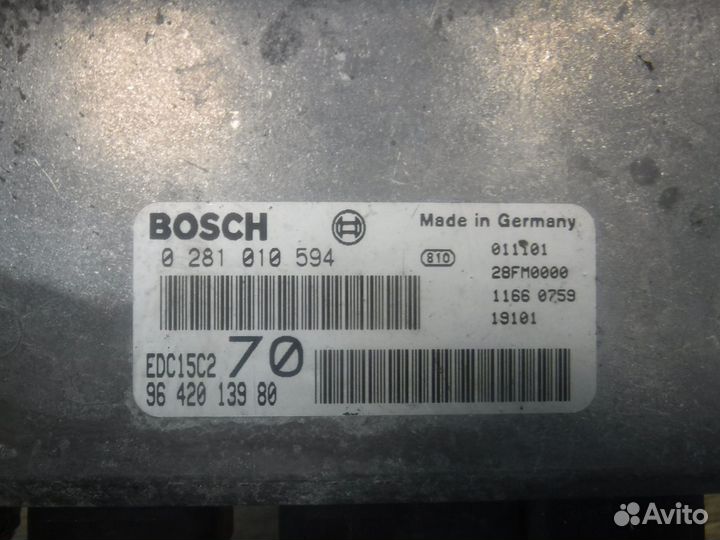 BOSCH
Made in Germany
0 281 010 594
810
011101
28FM0000
1166 0759
19101
EDC15C2 70
96 420 139 80
Avito